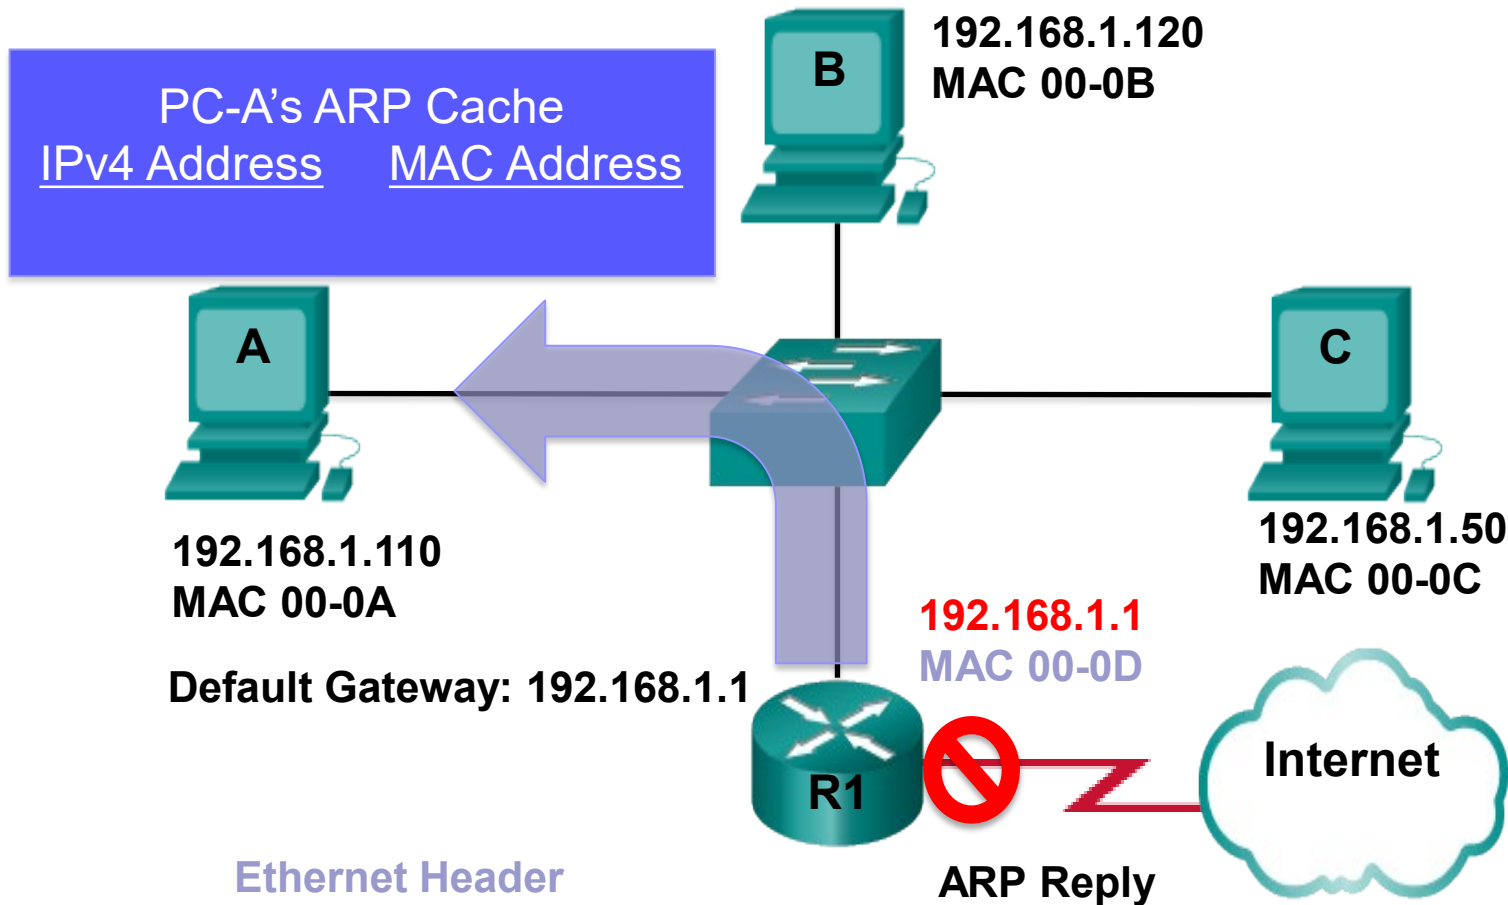 PC-A’s ARP Cache
IPv4 Address MAC Address
B
192.168.1.120
MAC 00-0B
A
192.168.1.110
MAC 00-0A
C
192.168.1.50
MAC 00-0C
192.168.1.1
MAC 00-0D
Default Gateway: 192.168.1.1
R1
Internet
Ethernet Header
ARP Reply